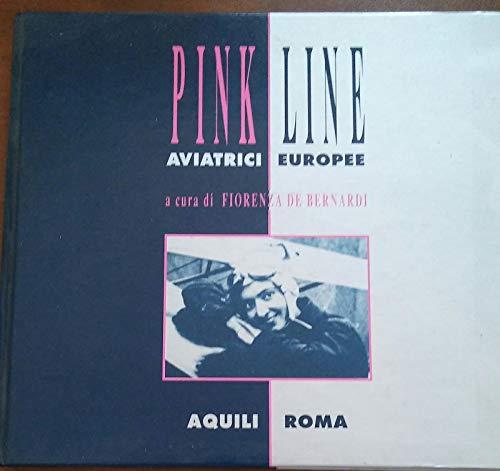 PINK LINE
AVIATRICI EUROPEE
a cura di FIORENZA DE BERNARDI
AQUILI ROMA